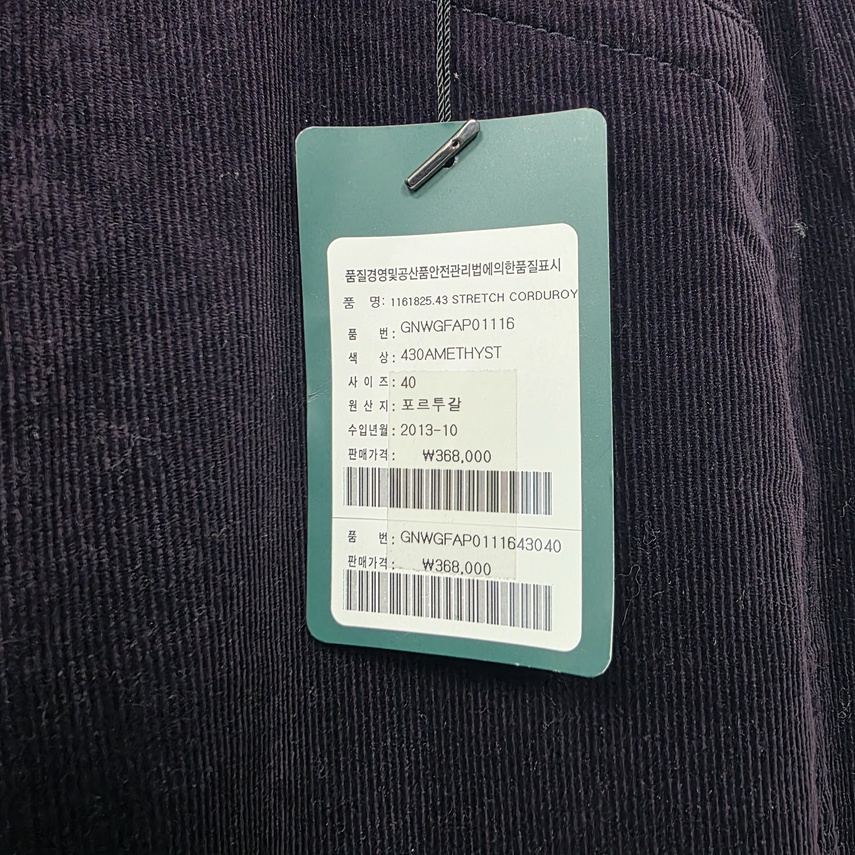 품질경영및공산품안전관리법에의한품질표시
품 명: 1161825.43 STRETCH CORDUROY
품 번: GNWGFAP01116
색 상: 430AMETHYST
사 이 즈: 40
원 산 지: 포르투갈
수입년월: 2013-10
판매가격: ₩368,000
품 번: GNWGFAP0111643040
판매가격: ₩368,000